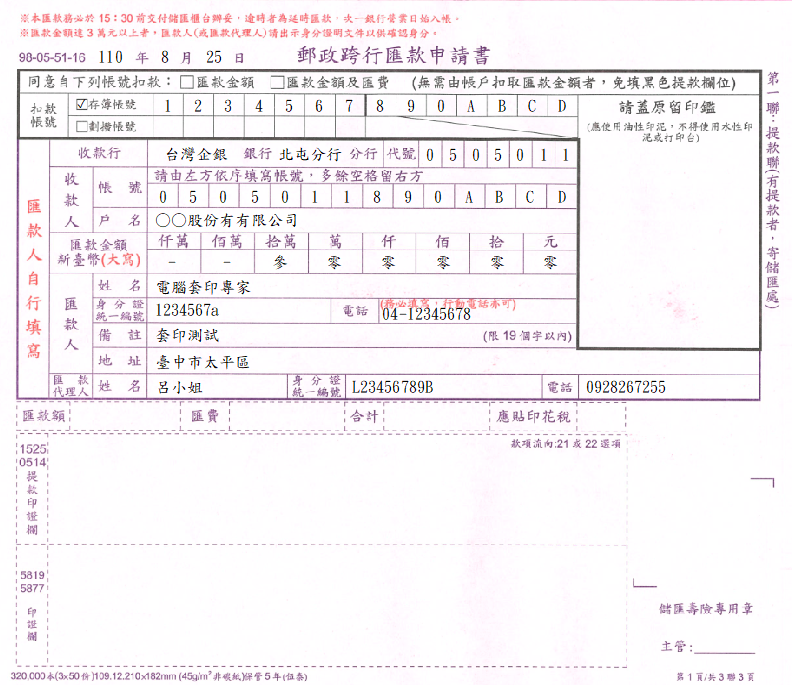 ※本匯款務必於15:30前交付儲匯櫃台辦妥,逾時者為延時匯款,次一銀行營業日始入帳。
※匯款金額達3萬元以上者,匯款人(或匯款代理人)請出示身分證明文件以供確認身分。
98-05-51-16 110 年 8 月 25 日 郵政跨行匯款申請書
同意自下列帳號扣款:□匯款金額 □匯款金額及匯費 (無需由帳戶扣取匯款金額者,免填黑色提款欄位)
扣款帳號 ☑存簿帳號 1 2 3 4 5 6 7 8 9 0 A B C D
□劃撥帳號
請蓋原留印鑑
(應使用油性印泥,不得使用水性印泥或打印台)
第一聯:提款聯(有提款者,寄儲匯處)
匯款人自行填寫
收款行 台灣企銀 銀行 北屯分行 分行 代號 0 5 0 5 0 1 1
收款人 帳號 請由左方依序填寫帳號,多餘空格留右方
0 5 0 5 0 1 1 8 9 0 A B C D
戶名 ○○股份有有限公司
匯款金額 新臺幣(大寫) 仟萬 佰萬 拾萬 萬 仟 佰 拾 元
– – 參 零 零 零 零 零
匯款人 姓名 電腦套印專家
身分證統一編號 1234567a 電話 (務必填寫,行動電話亦可) 04-12345678
備註 套印測試 (限19個字以內)
地址 臺中市太平區
匯款代理人 姓名 呂小姐 身分證統一編號 L23456789B 電話 0928267255
匯款額 匯費 合計 應貼印花稅
款項流向:21 或 22 選項
1525
0514
提款印證欄
5819
5877
印證欄
儲匯壽險專用章
主管:
320,000本(3x50份)109.12.210x182mm (45g/m²非碳紙)保管5年(恆泰) 第1頁/共3聯3頁